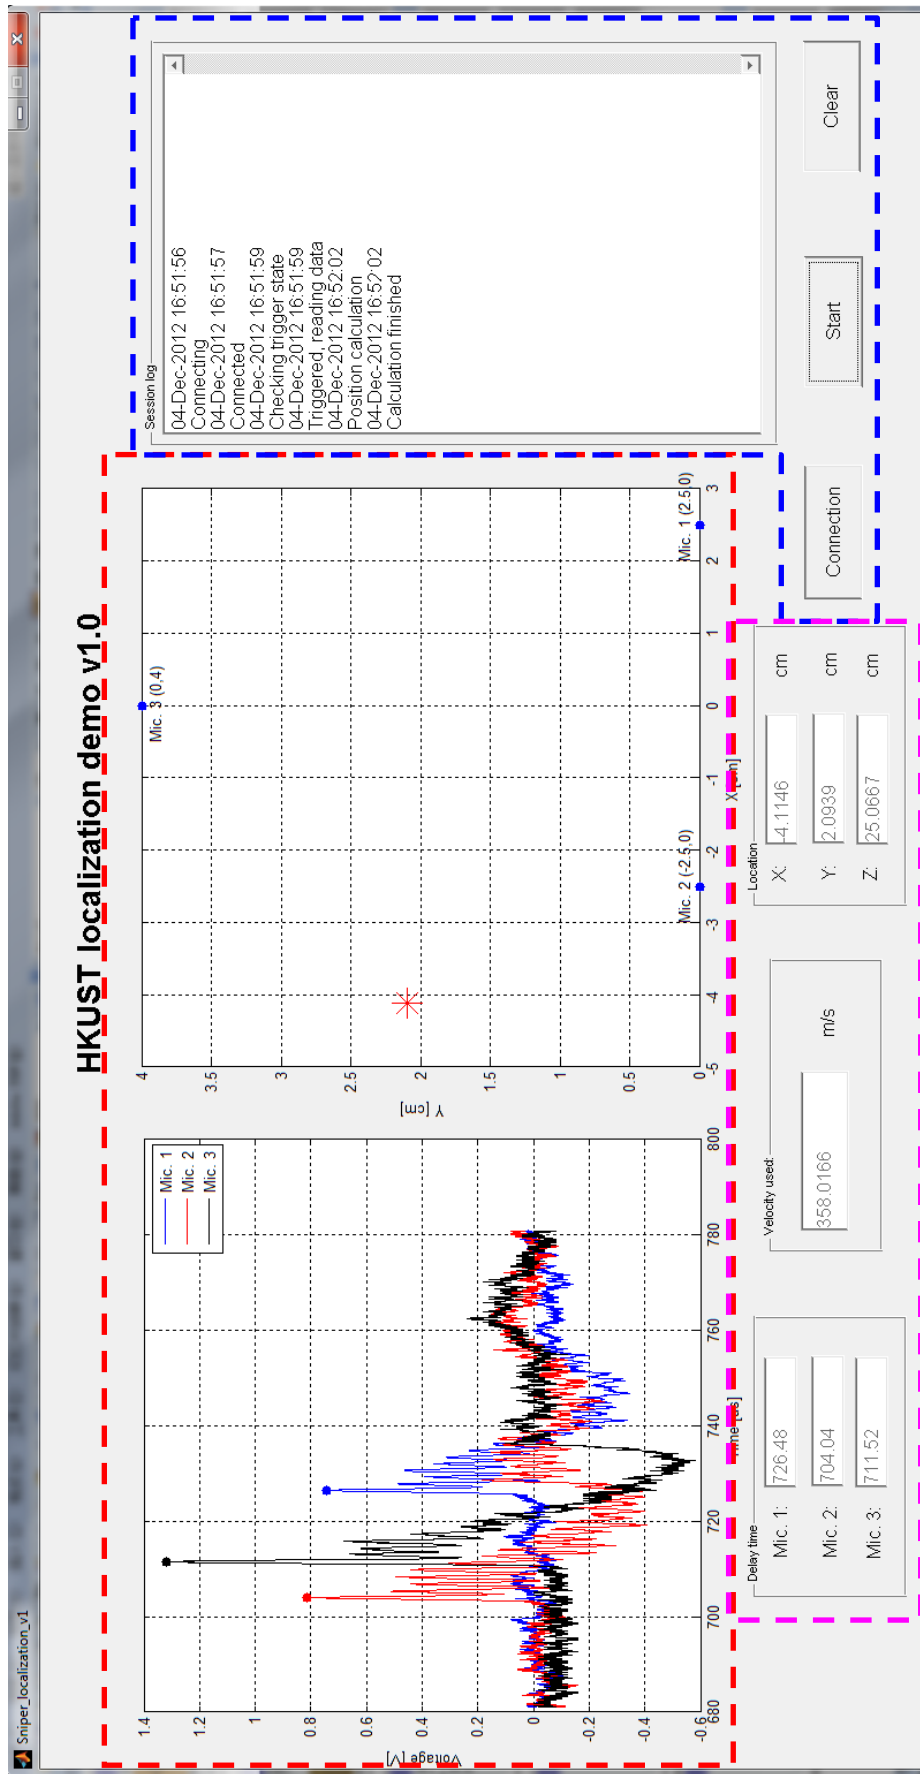 Sniper_localization_v1
HKUST localization demo v1.0
Voltage [V]
1.4
1.2
1
0.8
0.6
0.4
0.2
0
-0.2
-0.4
-0.6
680
700
720
740
760
780
800
Time [us]
Mic. 1
Mic. 2
Mic. 3
Y [cm]
4
3.5
3
2.5
2
1.5
1
0.5
0
-5
-4
-3
-2
-1
0
1
2
3
X [cm]
Mic. 3 (0,4)
Mic. 2 (-2.5,0)
Mic. 1 (2.5,0)
Session log
04-Dec-2012 16:51:56
Connecting
04-Dec-2012 16:51:57
Connected
04-Dec-2012 16:51:59
Checking trigger state
04-Dec-2012 16:51:59
Triggered, reading data
04-Dec-2012 16:52:02
Position calculation
04-Dec-2012 16:52:02
Calculation finished
Delay time
Mic. 1: 726.48
Mic. 2: 704.04
Mic. 3: 711.52
Velocity used:
358.0166 m/s
Location
X: -4.1146 cm
Y: 2.0939 cm
Z: 25.0667 cm
Connection
Start
Clear